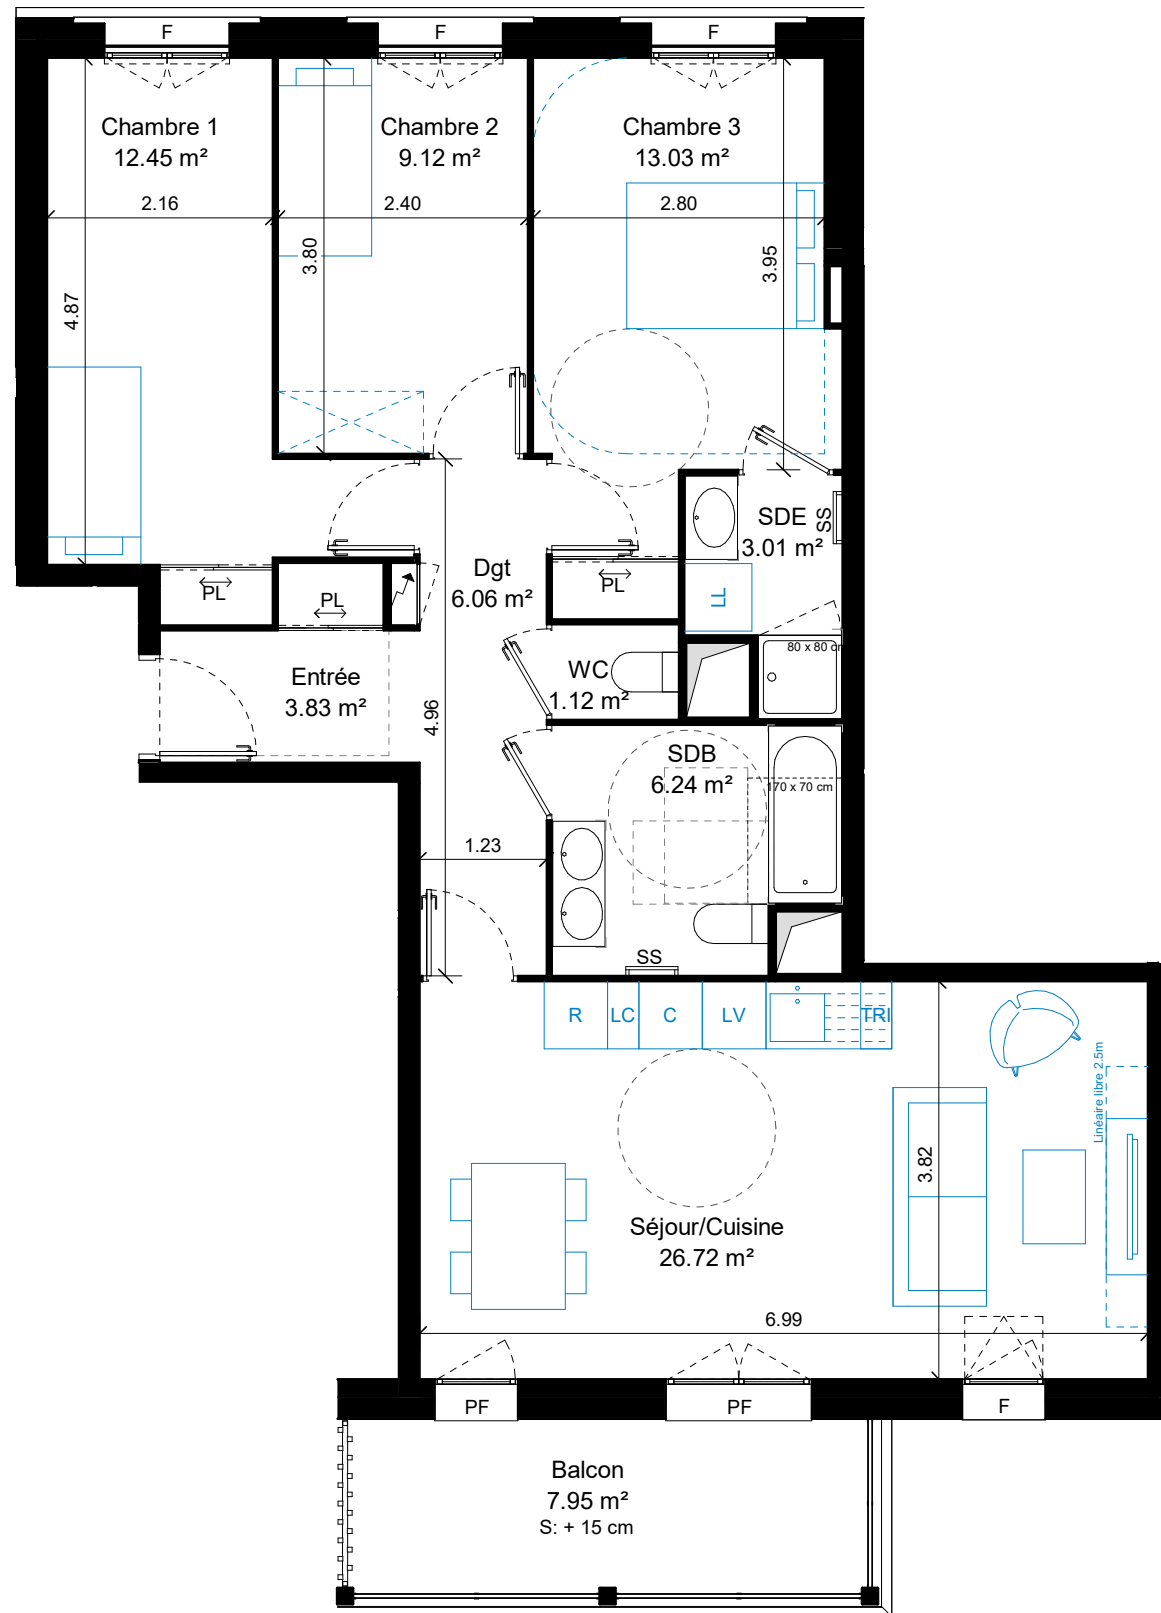 F
F
F
Chambre 1
12.45 m²
Chambre 2
9.12 m²
Chambre 3
13.03 m²
2.16
2.40
2.80
3.80
3.95
4.87
SDE
3.01 m²
SS
Dgt
6.06 m²
PL
PL
PL
LL
80 x 80 cm
WC
1.12 m²
Entrée
3.83 m²
4.96
SDB
6.24 m²
170 x 70 cm
1.23
SS
R
LC
C
LV
TRI
Linéaire libre 2.5m
3.82
Séjour/Cuisine
26.72 m²
6.99
PF
PF
F
Balcon
7.95 m²
S: + 15 cm